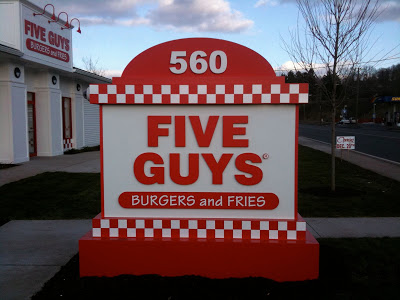 FIVE GUYS
BURGERS and FRIES
560
FIVE
GUYS®
BURGERS and FRIES